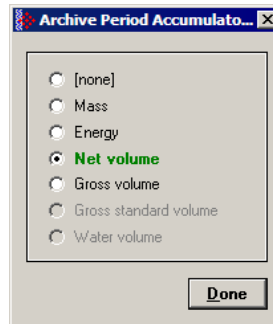 Archive Period Accumulato...
[none]
Mass
Energy
Net volume
Gross volume
Gross standard volume
Water volume
Done